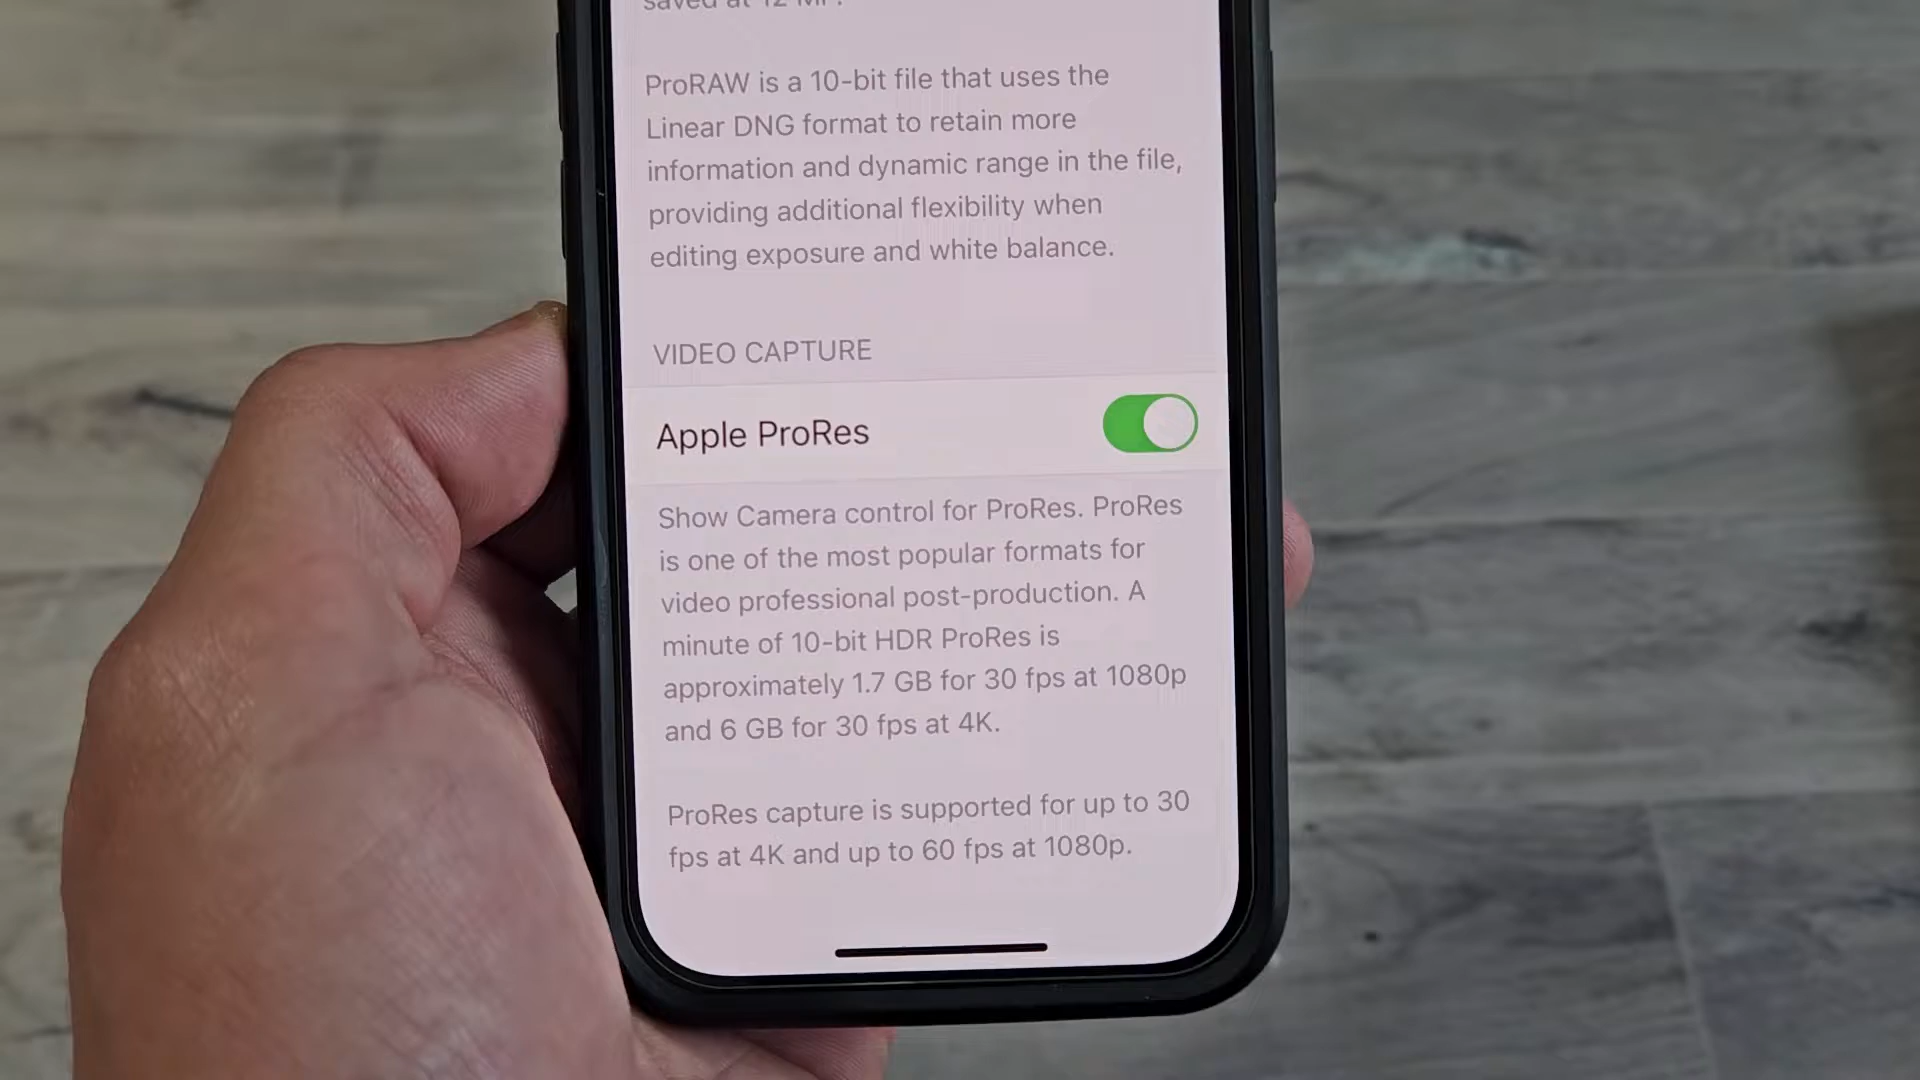 saved at 12 MP.
ProRAW is a 10-bit file that uses the
Linear DNG format to retain more
information and dynamic range in the file,
providing additional flexibility when
editing exposure and white balance.
VIDEO CAPTURE
Apple ProRes
Show Camera control for ProRes. ProRes
is one of the most popular formats for
video professional post-production. A
minute of 10-bit HDR ProRes is
approximately 1.7 GB for 30 fps at 1080p
and 6 GB for 30 fps at 4K.
ProRes capture is supported for up to 30
fps at 4K and up to 60 fps at 1080p.